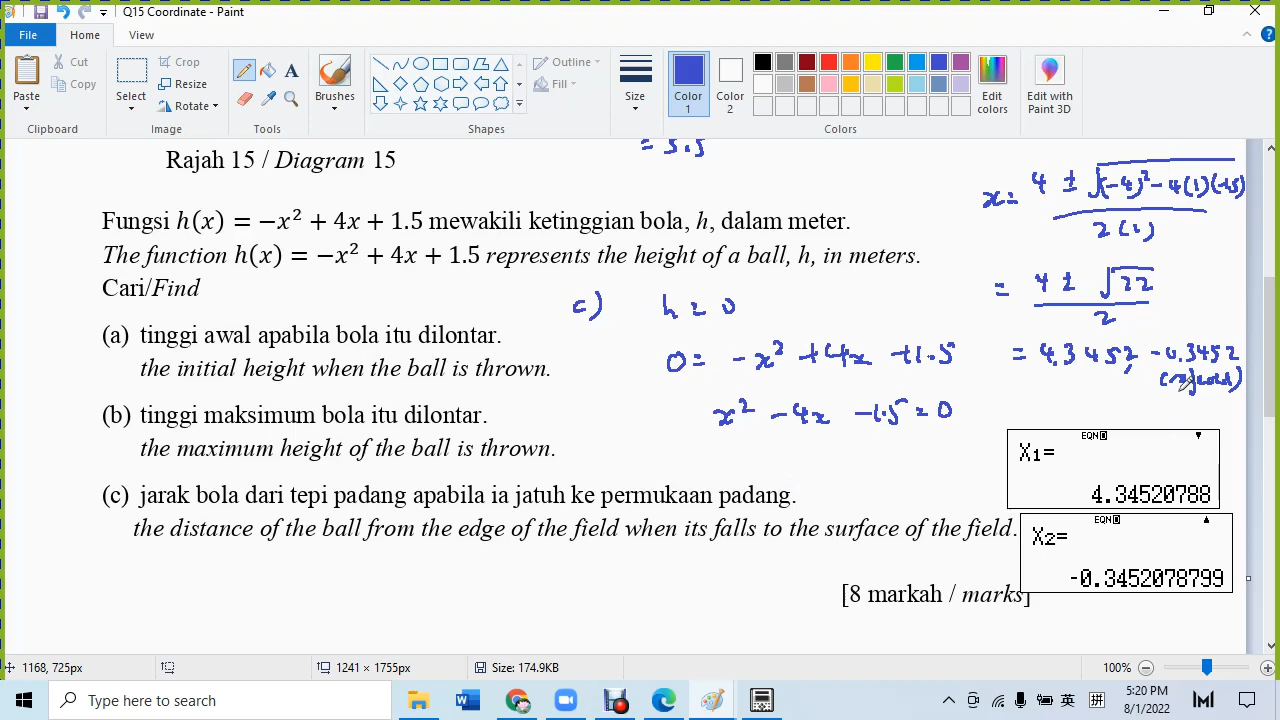 Q15 Coordinate - Paint
File Home View
Paste
Cut
Copy
Clipboard
Select
Crop
Resize
Rotate
Image
Tools
Brushes
Shapes
Outline
Fill
Size
Color 1
Color 2
Colors
Edit colors
Edit with Paint 3D
= 5.5
Rajah 15 / Diagram 15
Fungsi h(x) = −x² + 4x + 1.5 mewakili ketinggian bola, h, dalam meter.
The function h(x) = −x² + 4x + 1.5 represents the height of a ball, h, in meters.
Cari/Find
(a) tinggi awal apabila bola itu dilontar.
the initial height when the ball is thrown.
(b) tinggi maksimum bola itu dilontar.
the maximum height of the ball is thrown.
(c) jarak bola dari tepi padang apabila ia jatuh ke permukaan padang.
the distance of the ball from the edge of the field when its falls to the surface of the field.
[8 markah / marks]
c) h = 0
0 = −x² + 4x + 1.5
x² − 4x − 1.5 = 0
x = (4 ± √((−4)² − 4(1)(−1.5))) / 2(1)
= (4 ± √22) / 2
= 4.3452, −0.3452
X₁=
4.34520788
X₂=
-0.3452078799
1168, 725px
1241 × 1755px
Size: 174.9KB
100%
Type here to search
英
拼
5:20 PM
8/1/2022